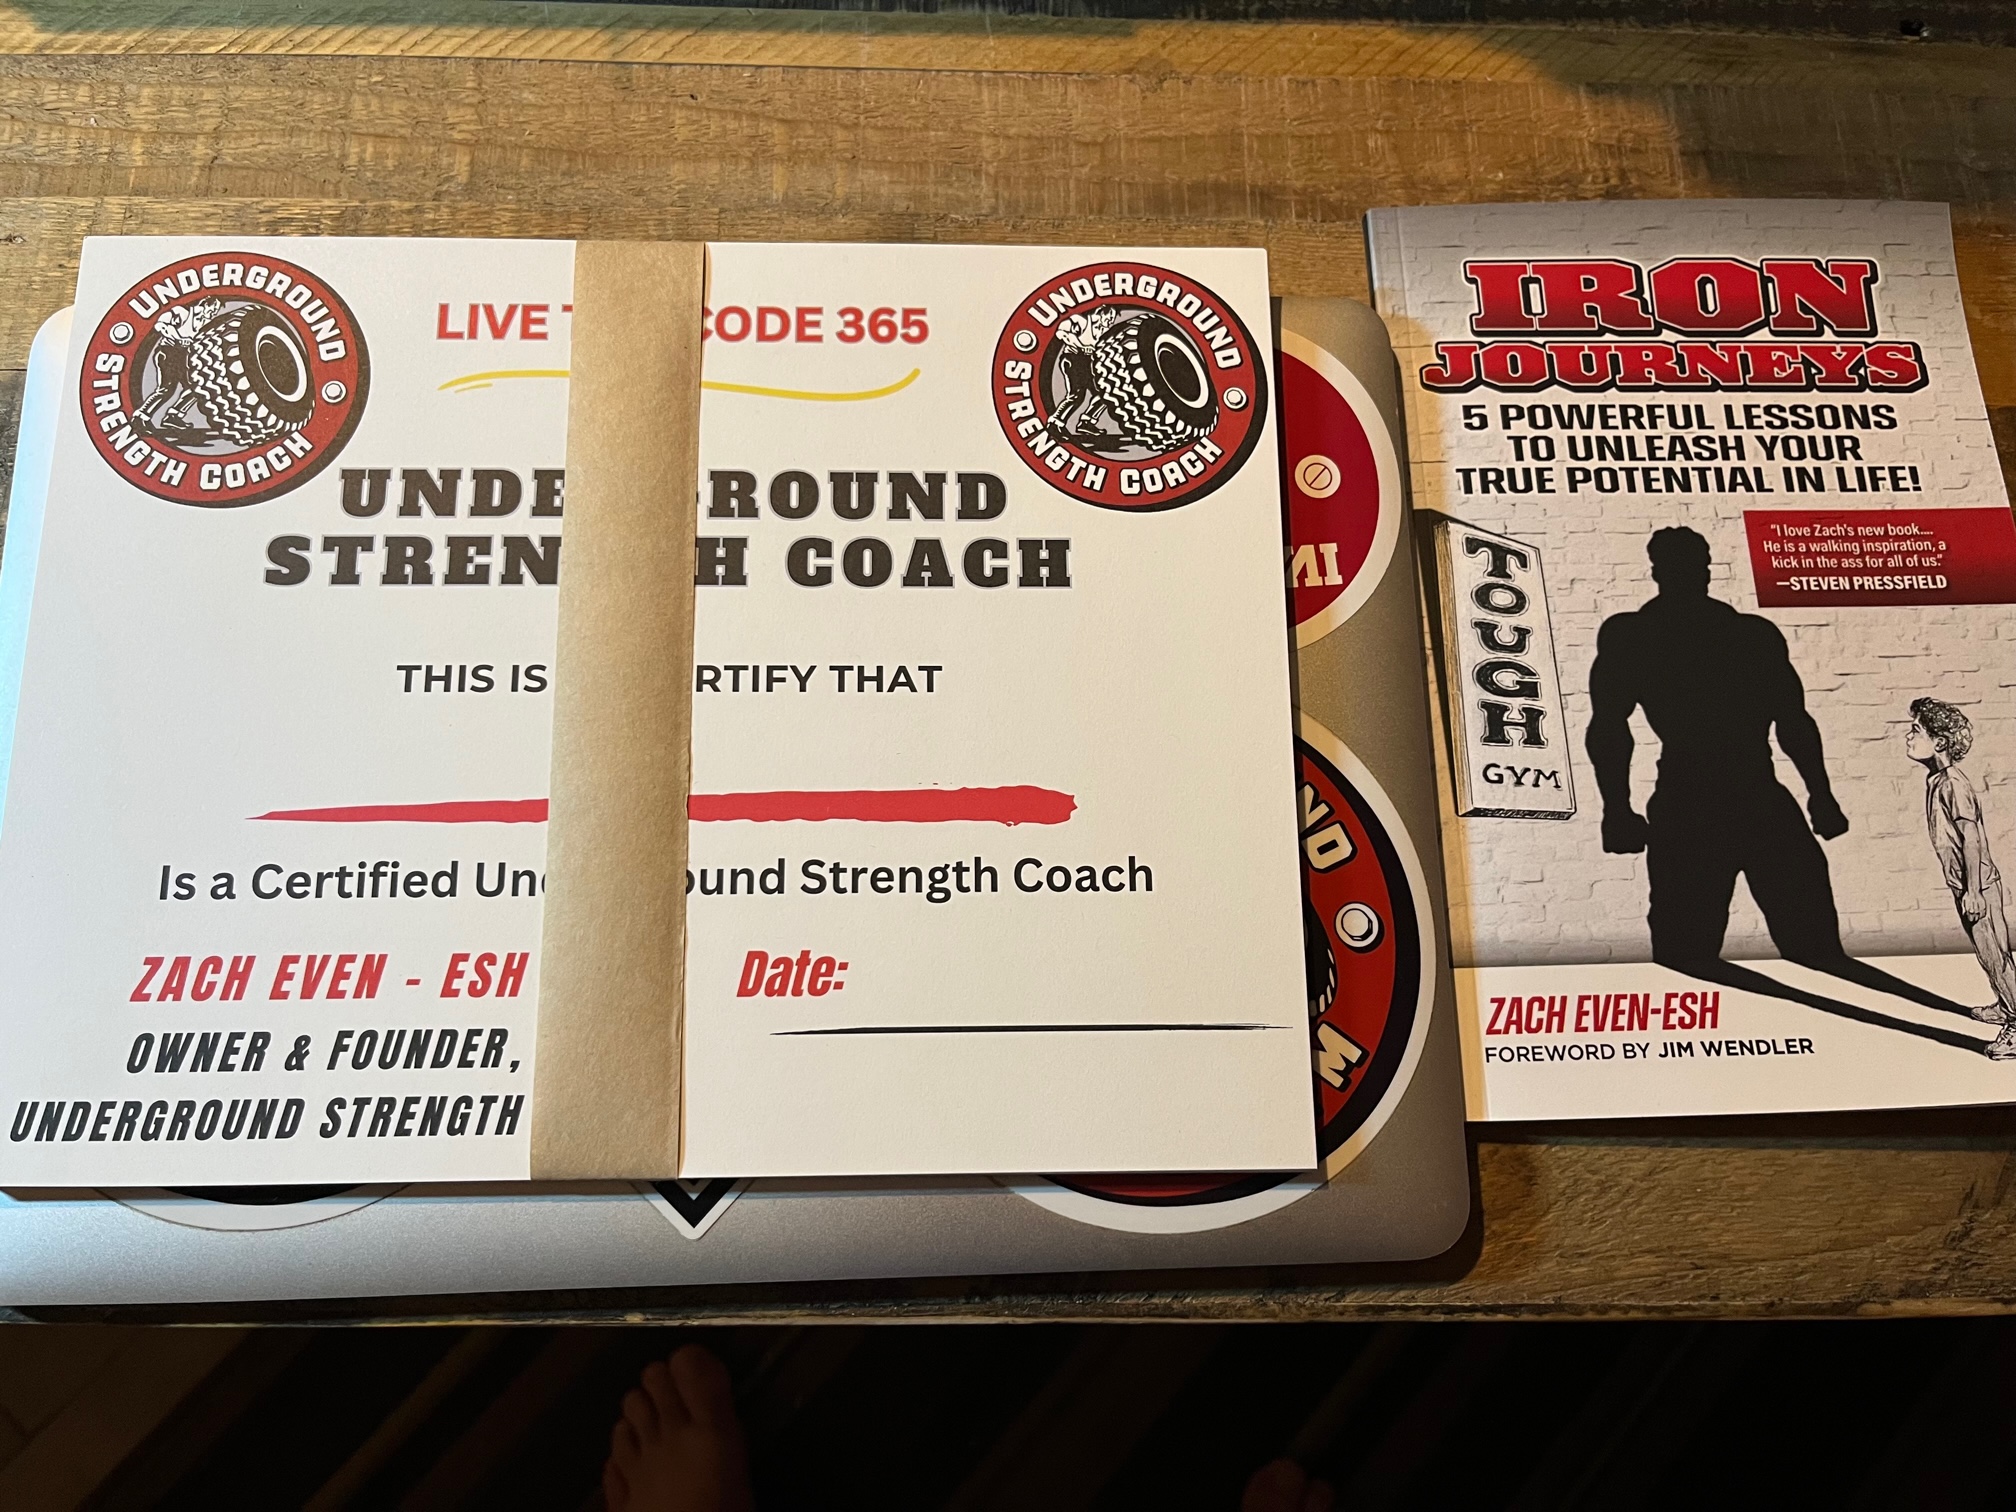 UNDERGROUND
STRENGTH COACH
LIVE T CODE 365
UNDERGROUND
STRENGTH COACH
UNDE ROUND
STREN H COACH
THIS IS RTIFY THAT
Is a Certified Und ound Strength Coach
ZACH EVEN - ESH
OWNER & FOUNDER,
UNDERGROUND STRENGTH
Date:
IRON
JOURNEYS
5 POWERFUL LESSONS
TO UNLEASH YOUR
TRUE POTENTIAL IN LIFE!
"I love Zach's new book....
He is a walking inspiration, a
kick in the ass for all of us."
—STEVEN PRESSFIELD
TOUGH
GYM
ZACH EVEN-ESH
FOREWORD BY JIM WENDLER
ND
M